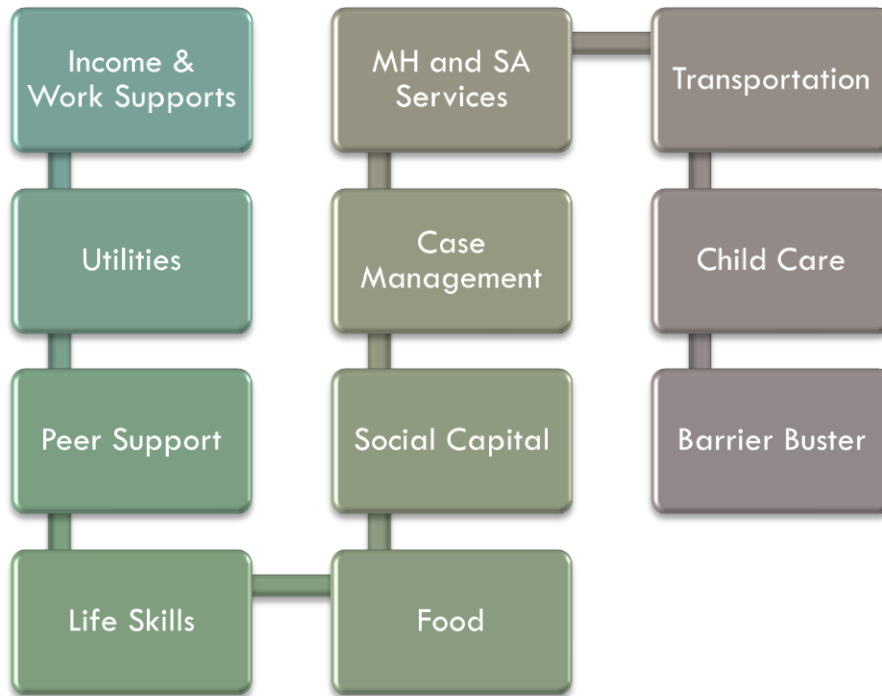 Income &
Work Supports
Utilities
Peer Support
Life Skills
Food
Social Capital
Case
Management
MH and SA
Services
Transportation
Child Care
Barrier Buster